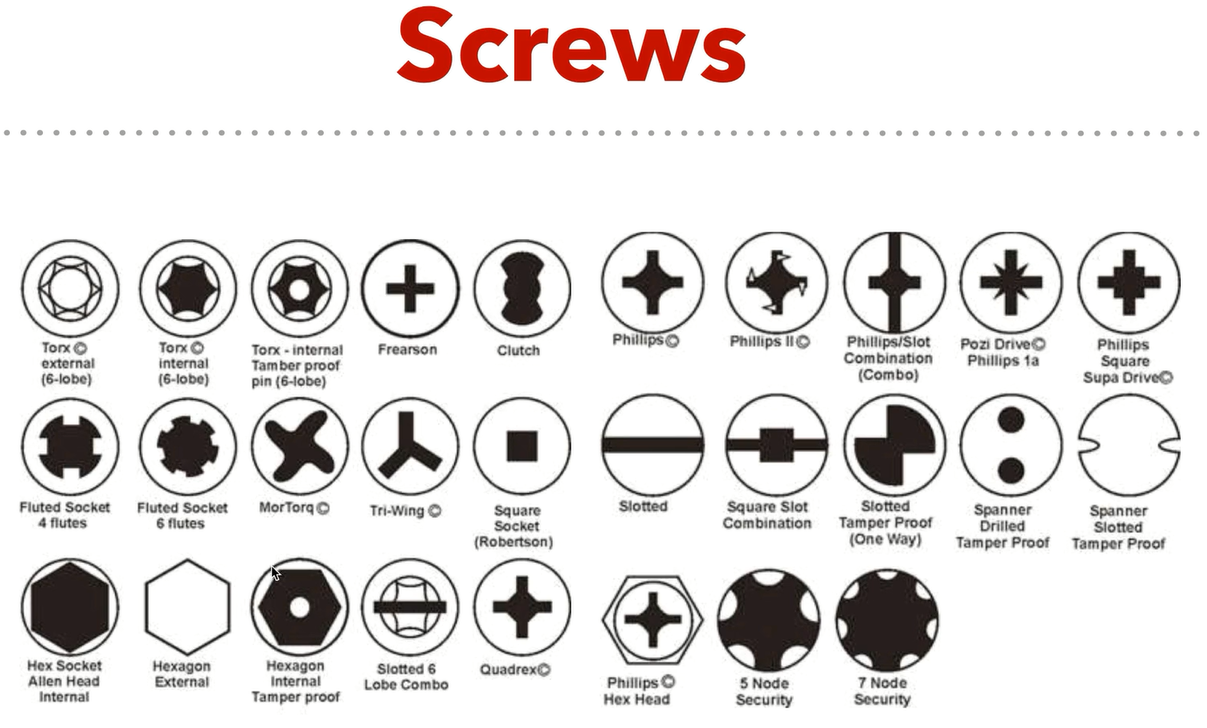 Screws
Torx ©
external
(6-lobe)
Torx ©
internal
(6-lobe)
Torx - internal
Tamber proof
pin (6-lobe)
Frearson
Clutch
Phillips©
Phillips II ©
Phillips/Slot
Combination
(Combo)
Pozi Drive©
Phillips 1a
Phillips
Square
Supa Drive©
Fluted Socket
4 flutes
Fluted Socket
6 flutes
MorTorq ©
Tri-Wing ©
Square
Socket
(Robertson)
Slotted
Square Slot
Combination
Slotted
Tamper Proof
(One Way)
Spanner
Drilled
Tamper Proof
Spanner
Slotted
Tamper Proof
Hex Socket
Allen Head
Internal
Hexagon
External
Hexagon
Internal
Tamper proof
Slotted 6
Lobe Combo
Quadrex©
Phillips ©
Hex Head
5 Node
Security
7 Node
Security